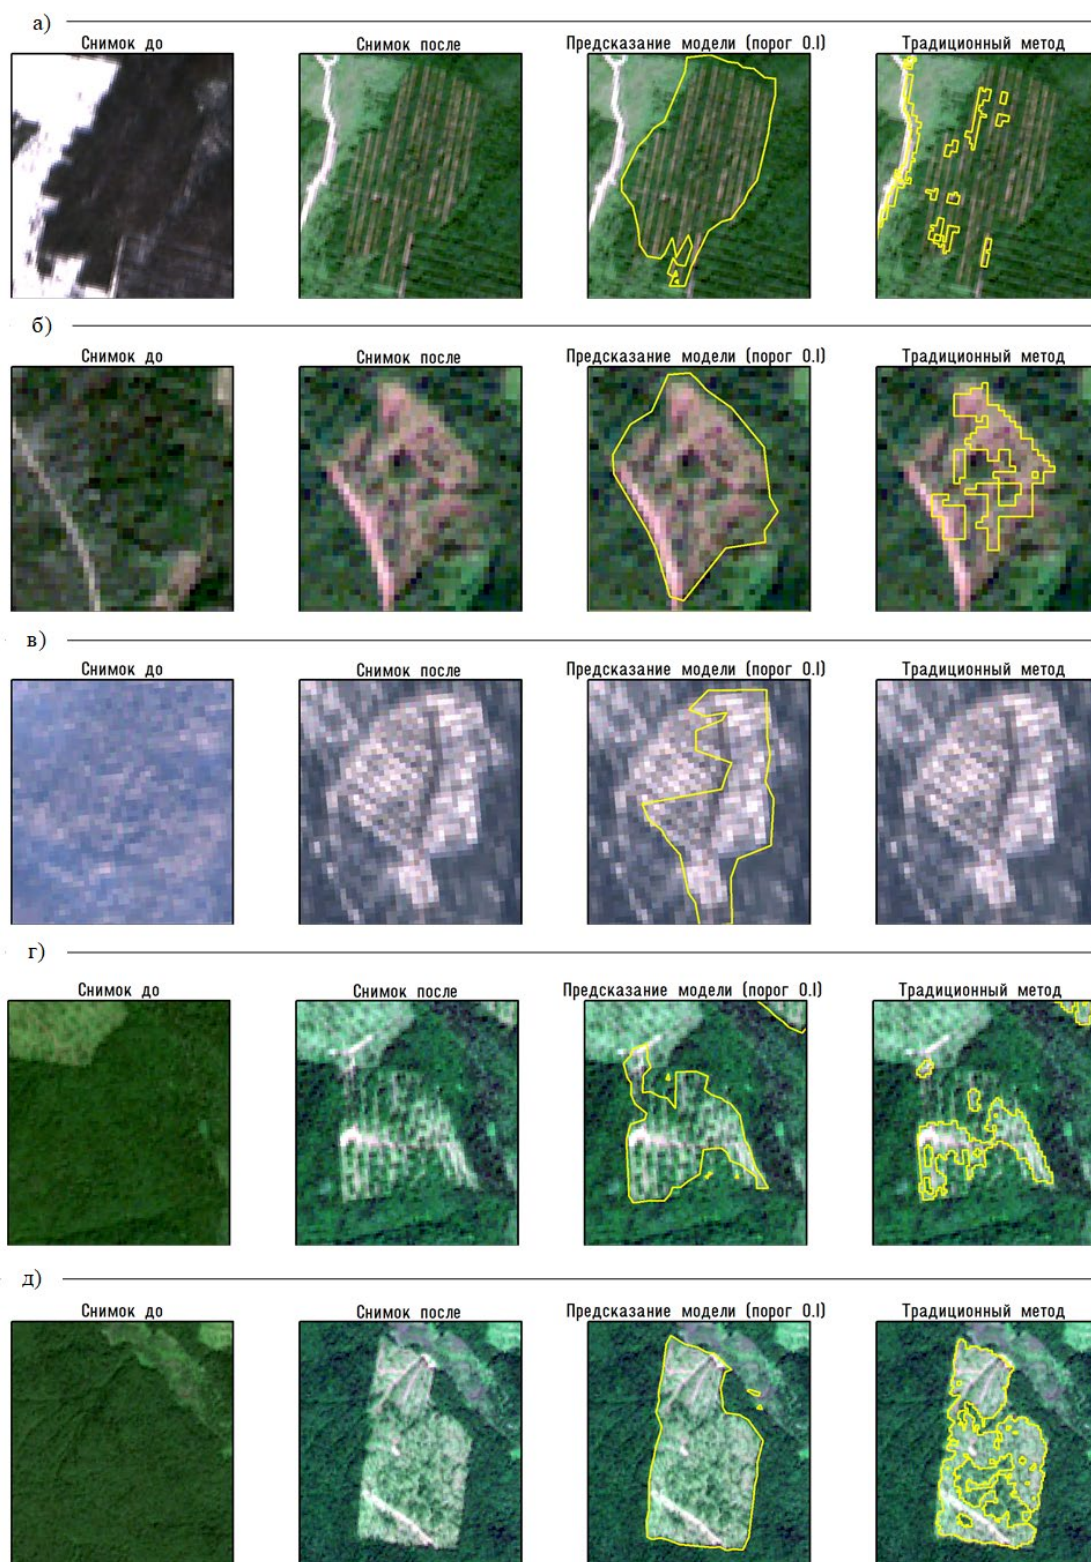 а)
Снимок до Снимок после Предсказание модели (порог 0.1) Традиционный метод
б)
Снимок до Снимок после Предсказание модели (порог 0.1) Традиционный метод
в)
Снимок до Снимок после Предсказание модели (порог 0.1) Традиционный метод
г)
Снимок до Снимок после Предсказание модели (порог 0.1) Традиционный метод
д)
Снимок до Снимок после Предсказание модели (порог 0.1) Традиционный метод